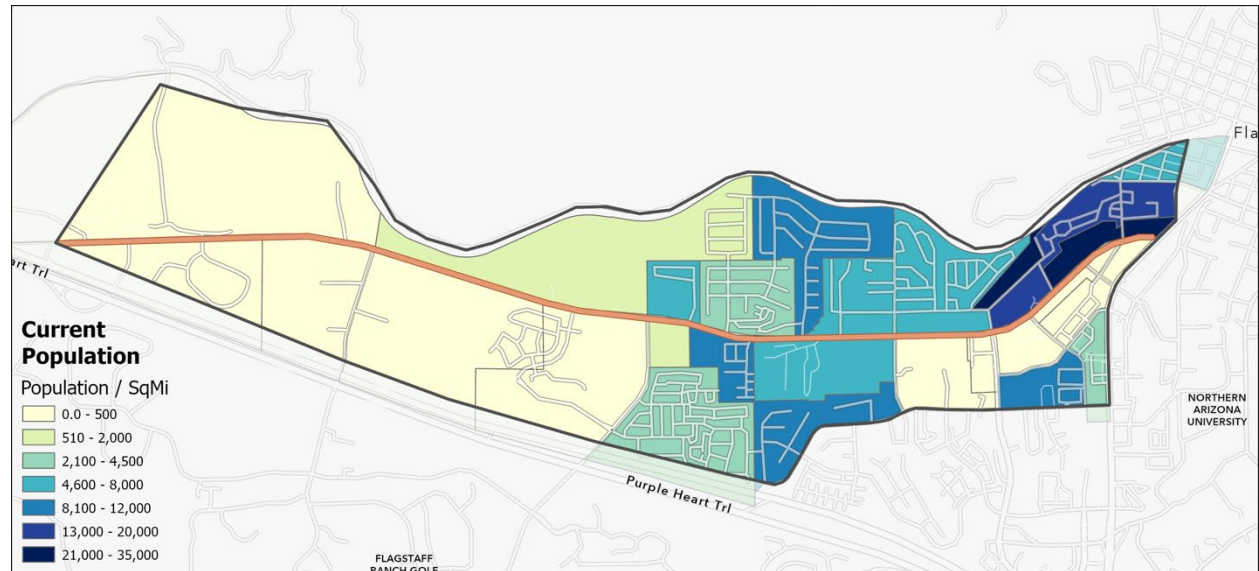 Fla
art Trl
Current
Population
Population / SqMi
0.0 - 500
510 - 2,000
2,100 - 4,500
4,600 - 8,000
8,100 - 12,000
13,000 - 20,000
21,000 - 35,000
Purple Heart Trl
NORTHERN
ARIZONA
UNIVERSITY
FLAGSTAFF
RANCH GOLF